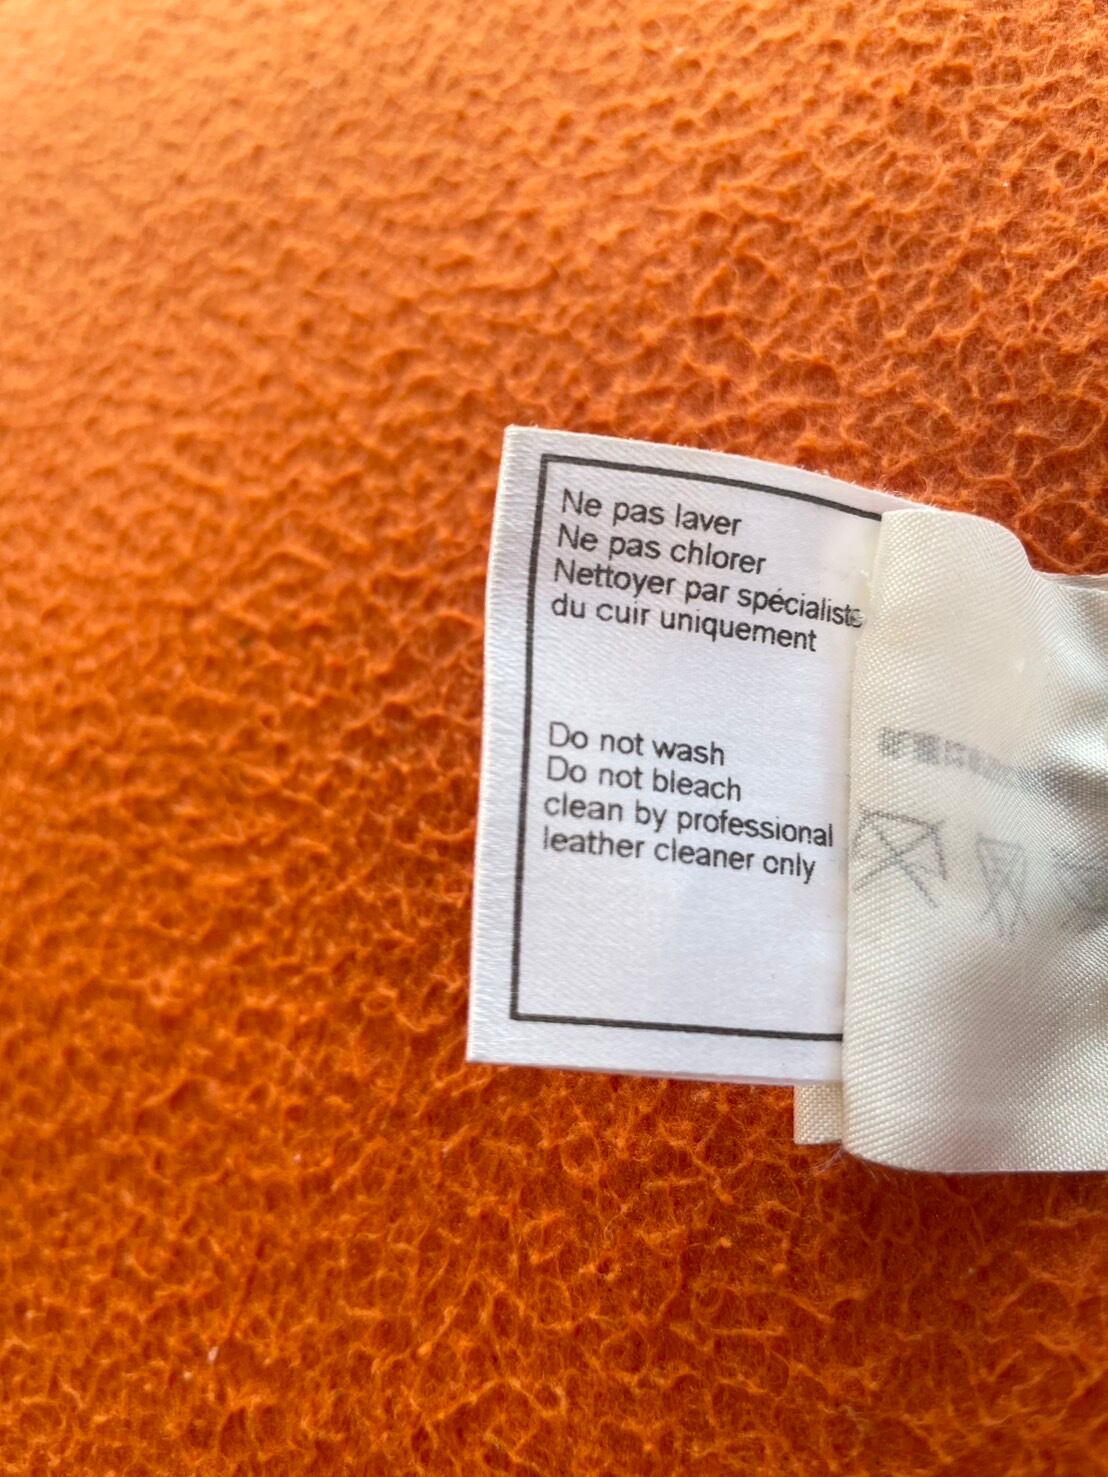 Ne pas laver
Ne pas chlorer
Nettoyer par spécialiste
du cuir uniquement
Do not wash
Do not bleach
clean by professional
leather cleaner only